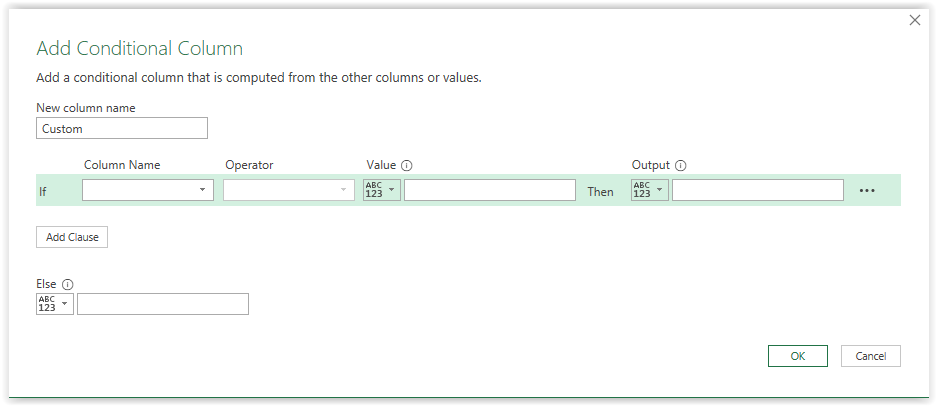 Add Conditional Column
Add a conditional column that is computed from the other columns or values.
New column name
Custom
Column Name Operator Value Output
If ABC 123 Then ABC 123 •••
Add Clause
Else
ABC 123
OK Cancel